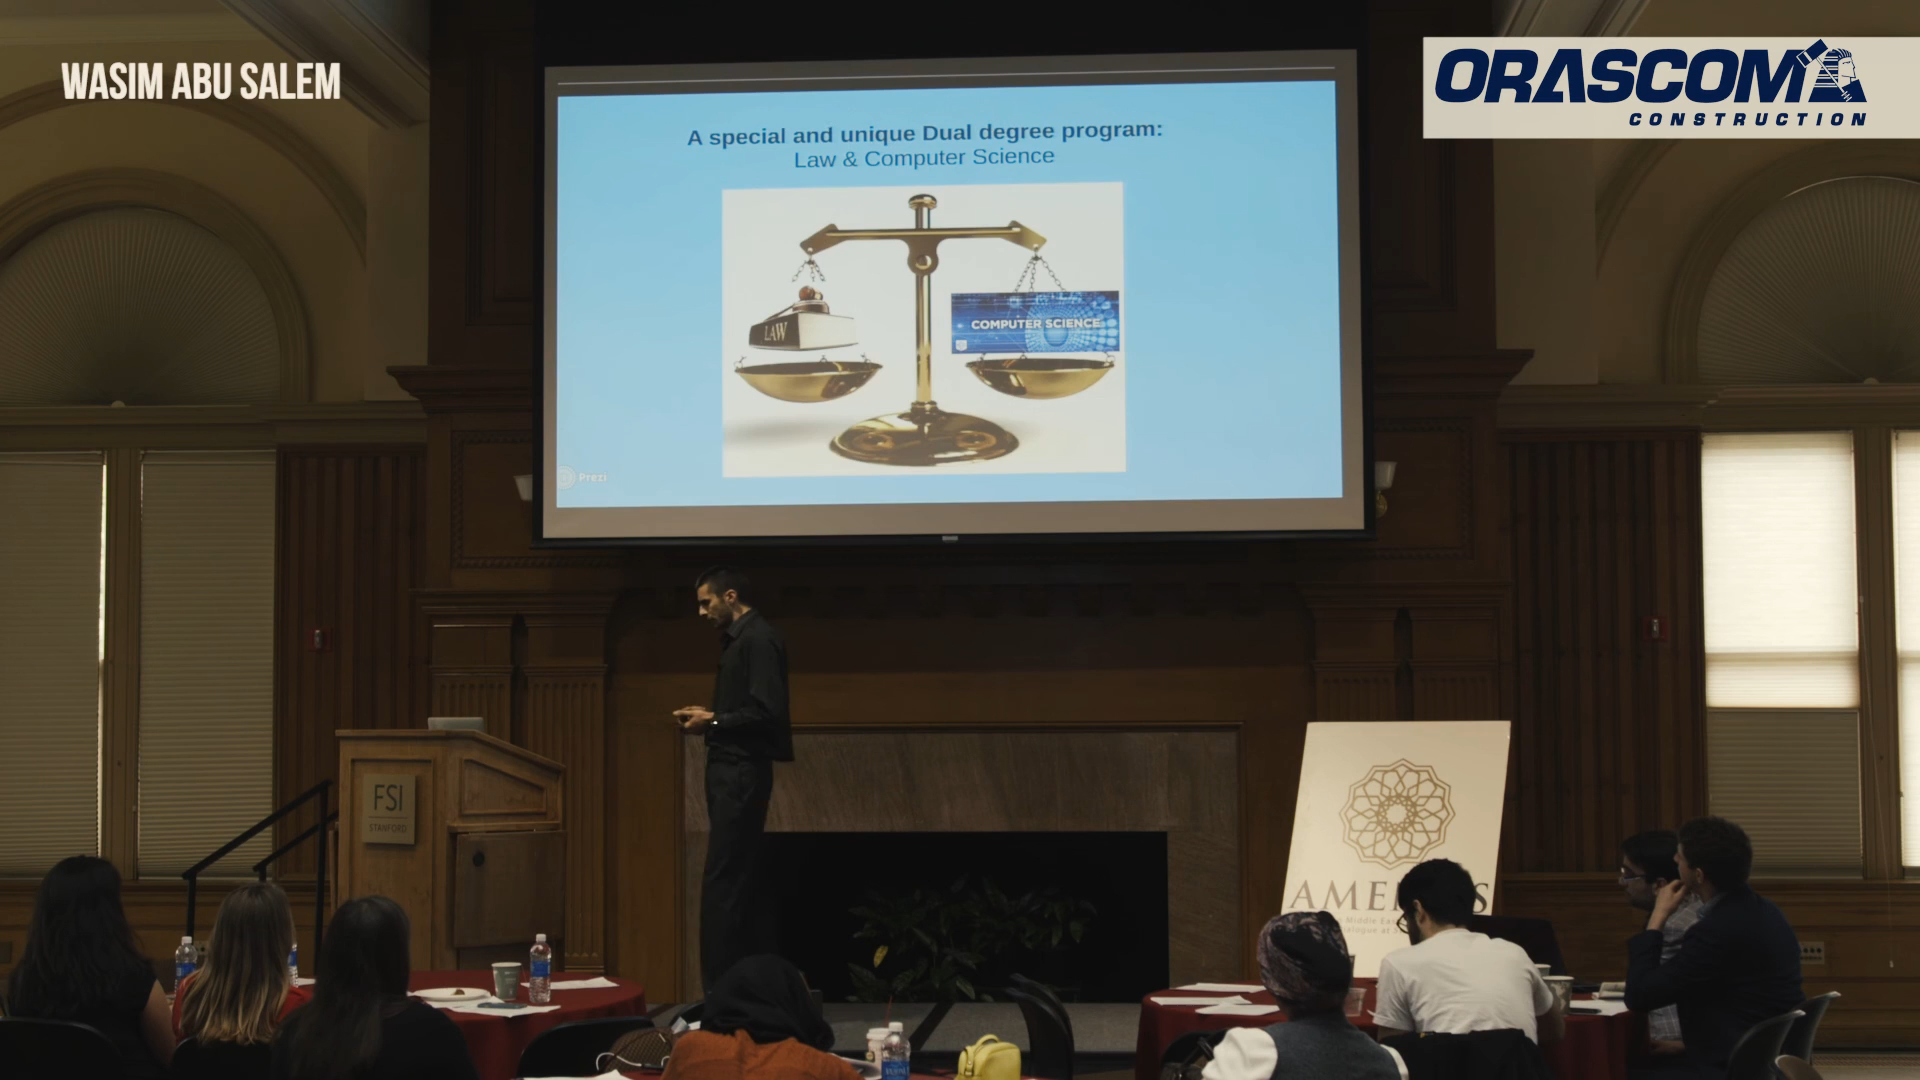 WASIM ABU SALEM
ORASCOM
CONSTRUCTION
A special and unique Dual degree program:
Law & Computer Science
LAW
COMPUTER SCIENCE
Prezi
FSI
STANFORD
Middle